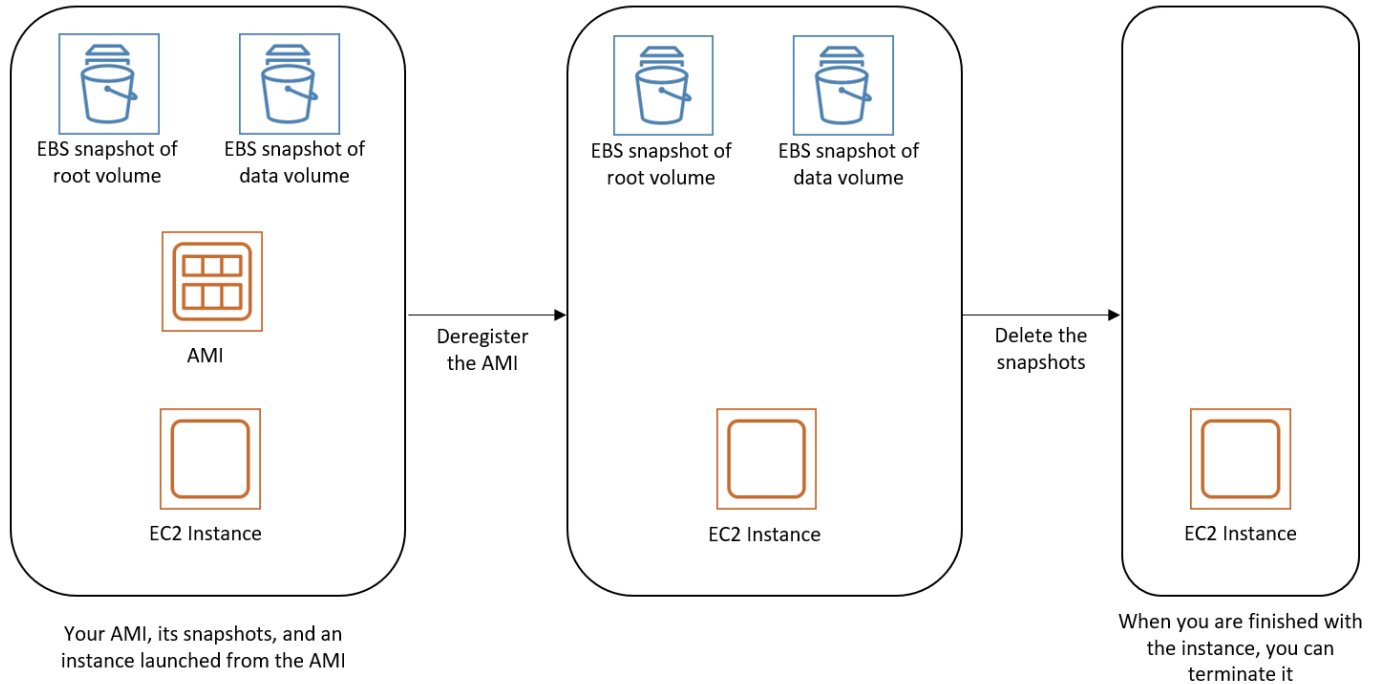 EBS snapshot of
root volume
EBS snapshot of
data volume
AMI
EC2 Instance
Your AMI, its snapshots, and an
instance launched from the AMI
Deregister
the AMI
EBS snapshot of
root volume
EBS snapshot of
data volume
EC2 Instance
Delete the
snapshots
EC2 Instance
When you are finished with
the instance, you can
terminate it